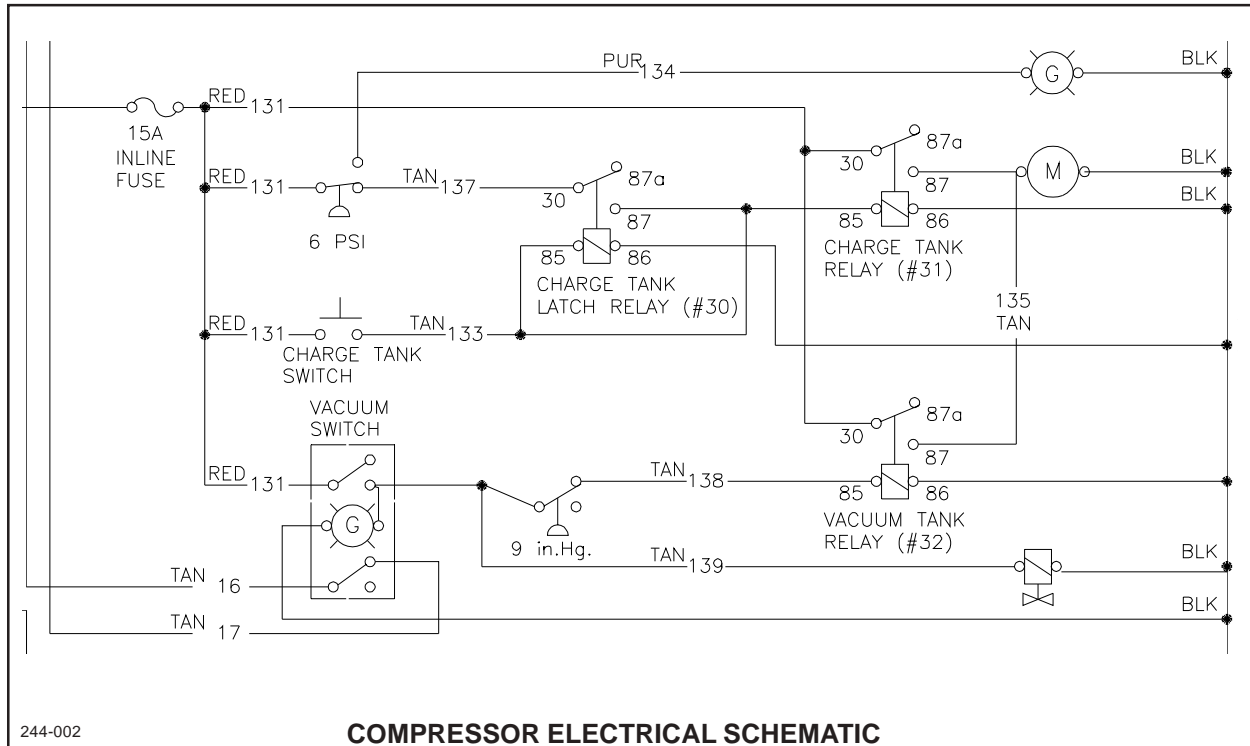 PUR 134
G
BLK
RED 131
15A
INLINE
FUSE
87a
30
87
M
BLK
RED 131
TAN 137
87a
30
87
BLK
6 PSI
85
86
85
86
CHARGE TANK
RELAY (#31)
CHARGE TANK
LATCH RELAY (#30)
135
TAN
RED 131
TAN 133
CHARGE TANK
SWITCH
VACUUM
SWITCH
87a
30
87
RED 131
TAN 138
85
86
G
9 in.Hg.
VACUUM TANK
RELAY (#32)
TAN 139
BLK
TAN 16
BLK
TAN 17
244-002
COMPRESSOR ELECTRICAL SCHEMATIC